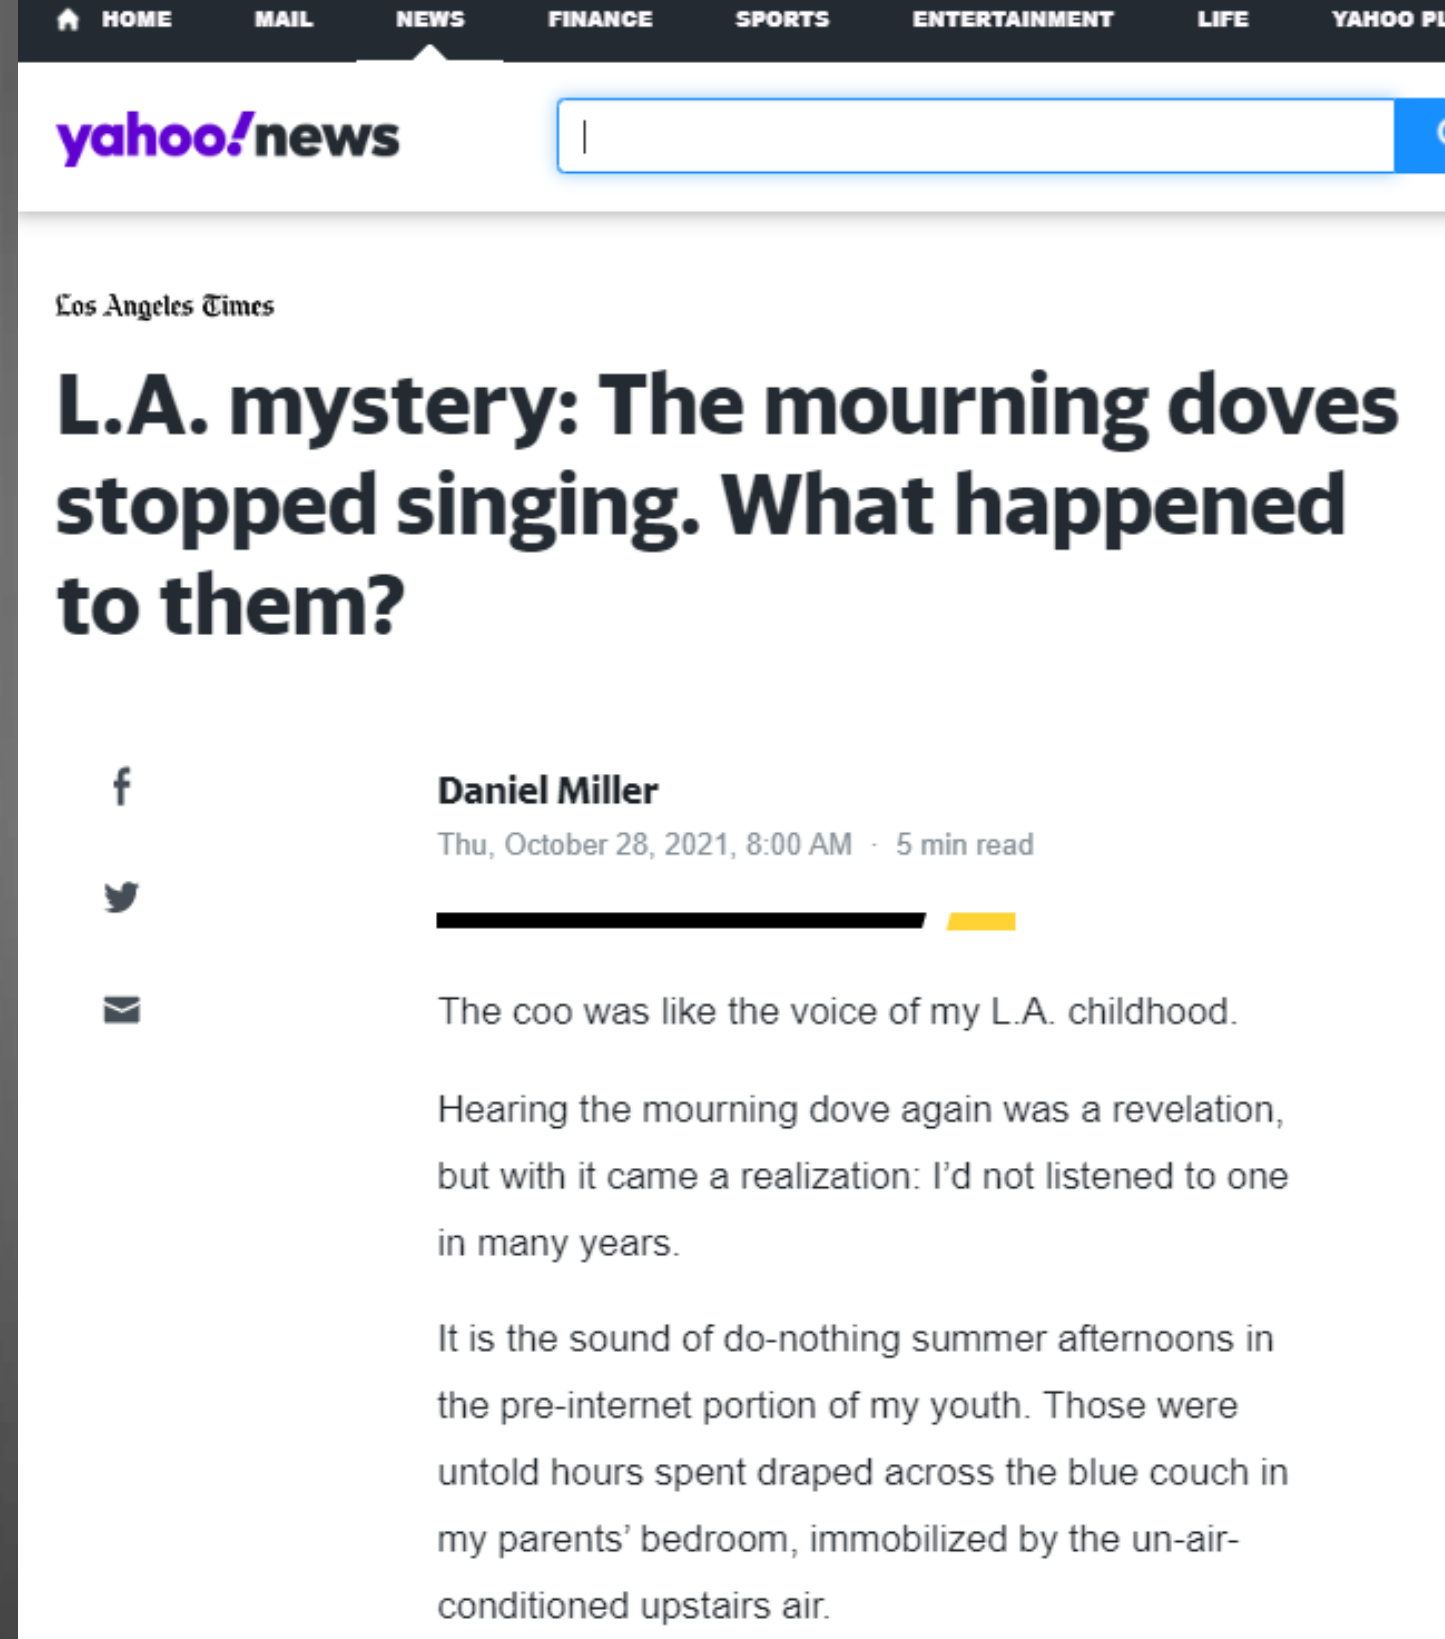 HOME MAIL NEWS FINANCE SPORTS ENTERTAINMENT LIFE YAHOO
yahoo!news
Los Angeles Times
L.A. mystery: The mourning doves
stopped singing. What happened
to them?
Daniel Miller
Thu, October 28, 2021, 8:00 AM · 5 min read
The coo was like the voice of my L.A. childhood.
Hearing the mourning dove again was a revelation,
but with it came a realization: I’d not listened to one
in many years.
It is the sound of do-nothing summer afternoons in
the pre-internet portion of my youth. Those were
untold hours spent draped across the blue couch in
my parents’ bedroom, immobilized by the un-air-
conditioned upstairs air.